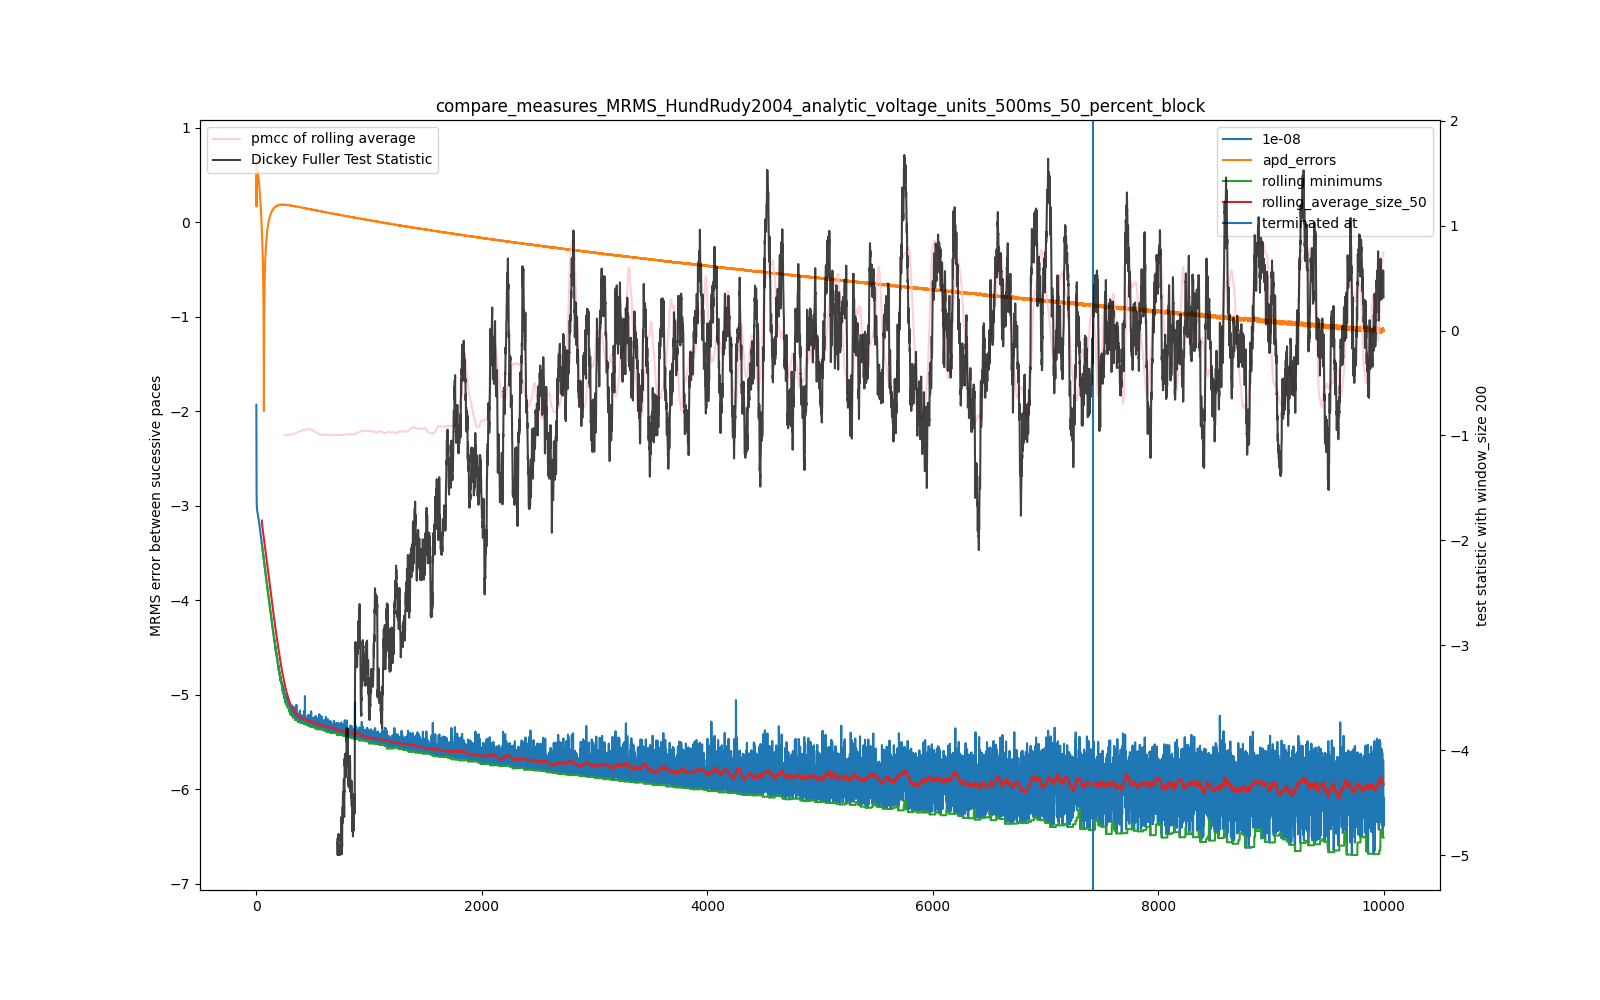 compare_measures_MRMS_HundRudy2004_analytic_voltage_units_500ms_50_percent_block
pmcc of rolling average
Dickey Fuller Test Statistic
1e-08
apd_errors
rolling minimums
rolling_average_size_50
terminated at
MRMS error between sucessive paces
test statistic with window_size 200
1
0
−1
−2
−3
−4
−5
−6
−7
2
1
0
−1
−2
−3
−4
−5
0
2000
4000
6000
8000
10000